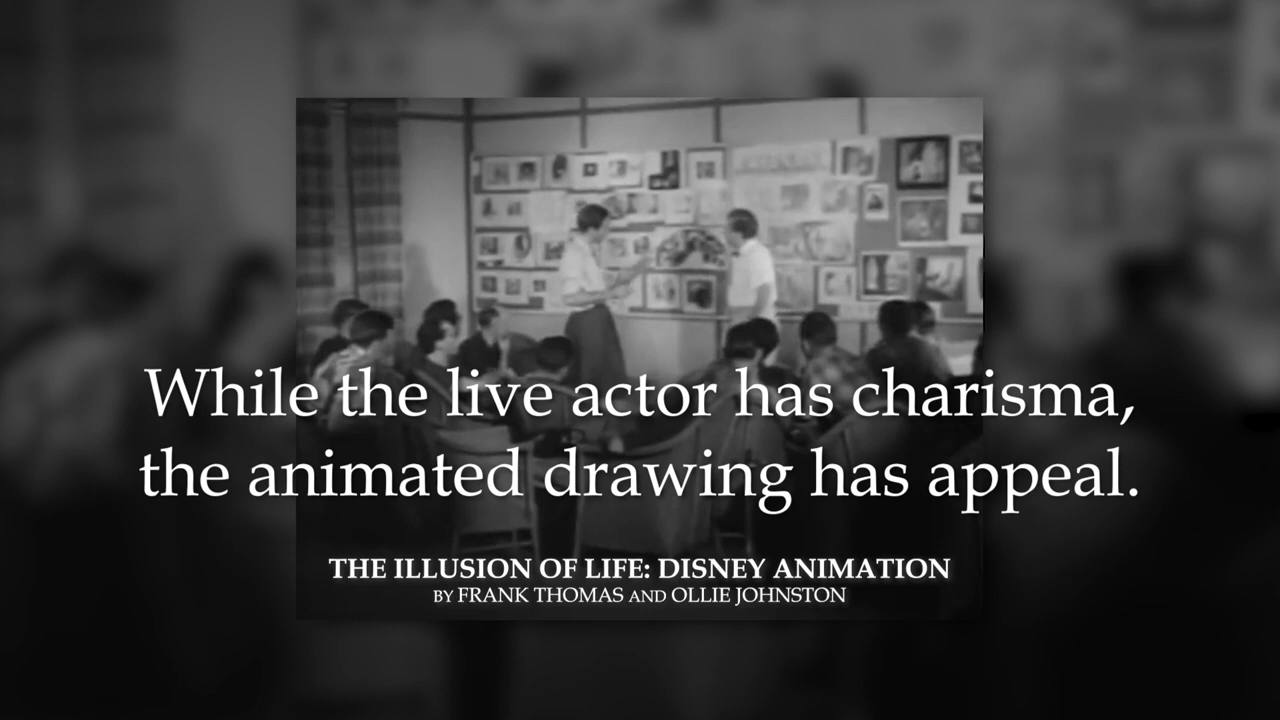 While the live actor has charisma,
the animated drawing has appeal.
THE ILLUSION OF LIFE: DISNEY ANIMATION
BY FRANK THOMAS AND OLLIE JOHNSTON